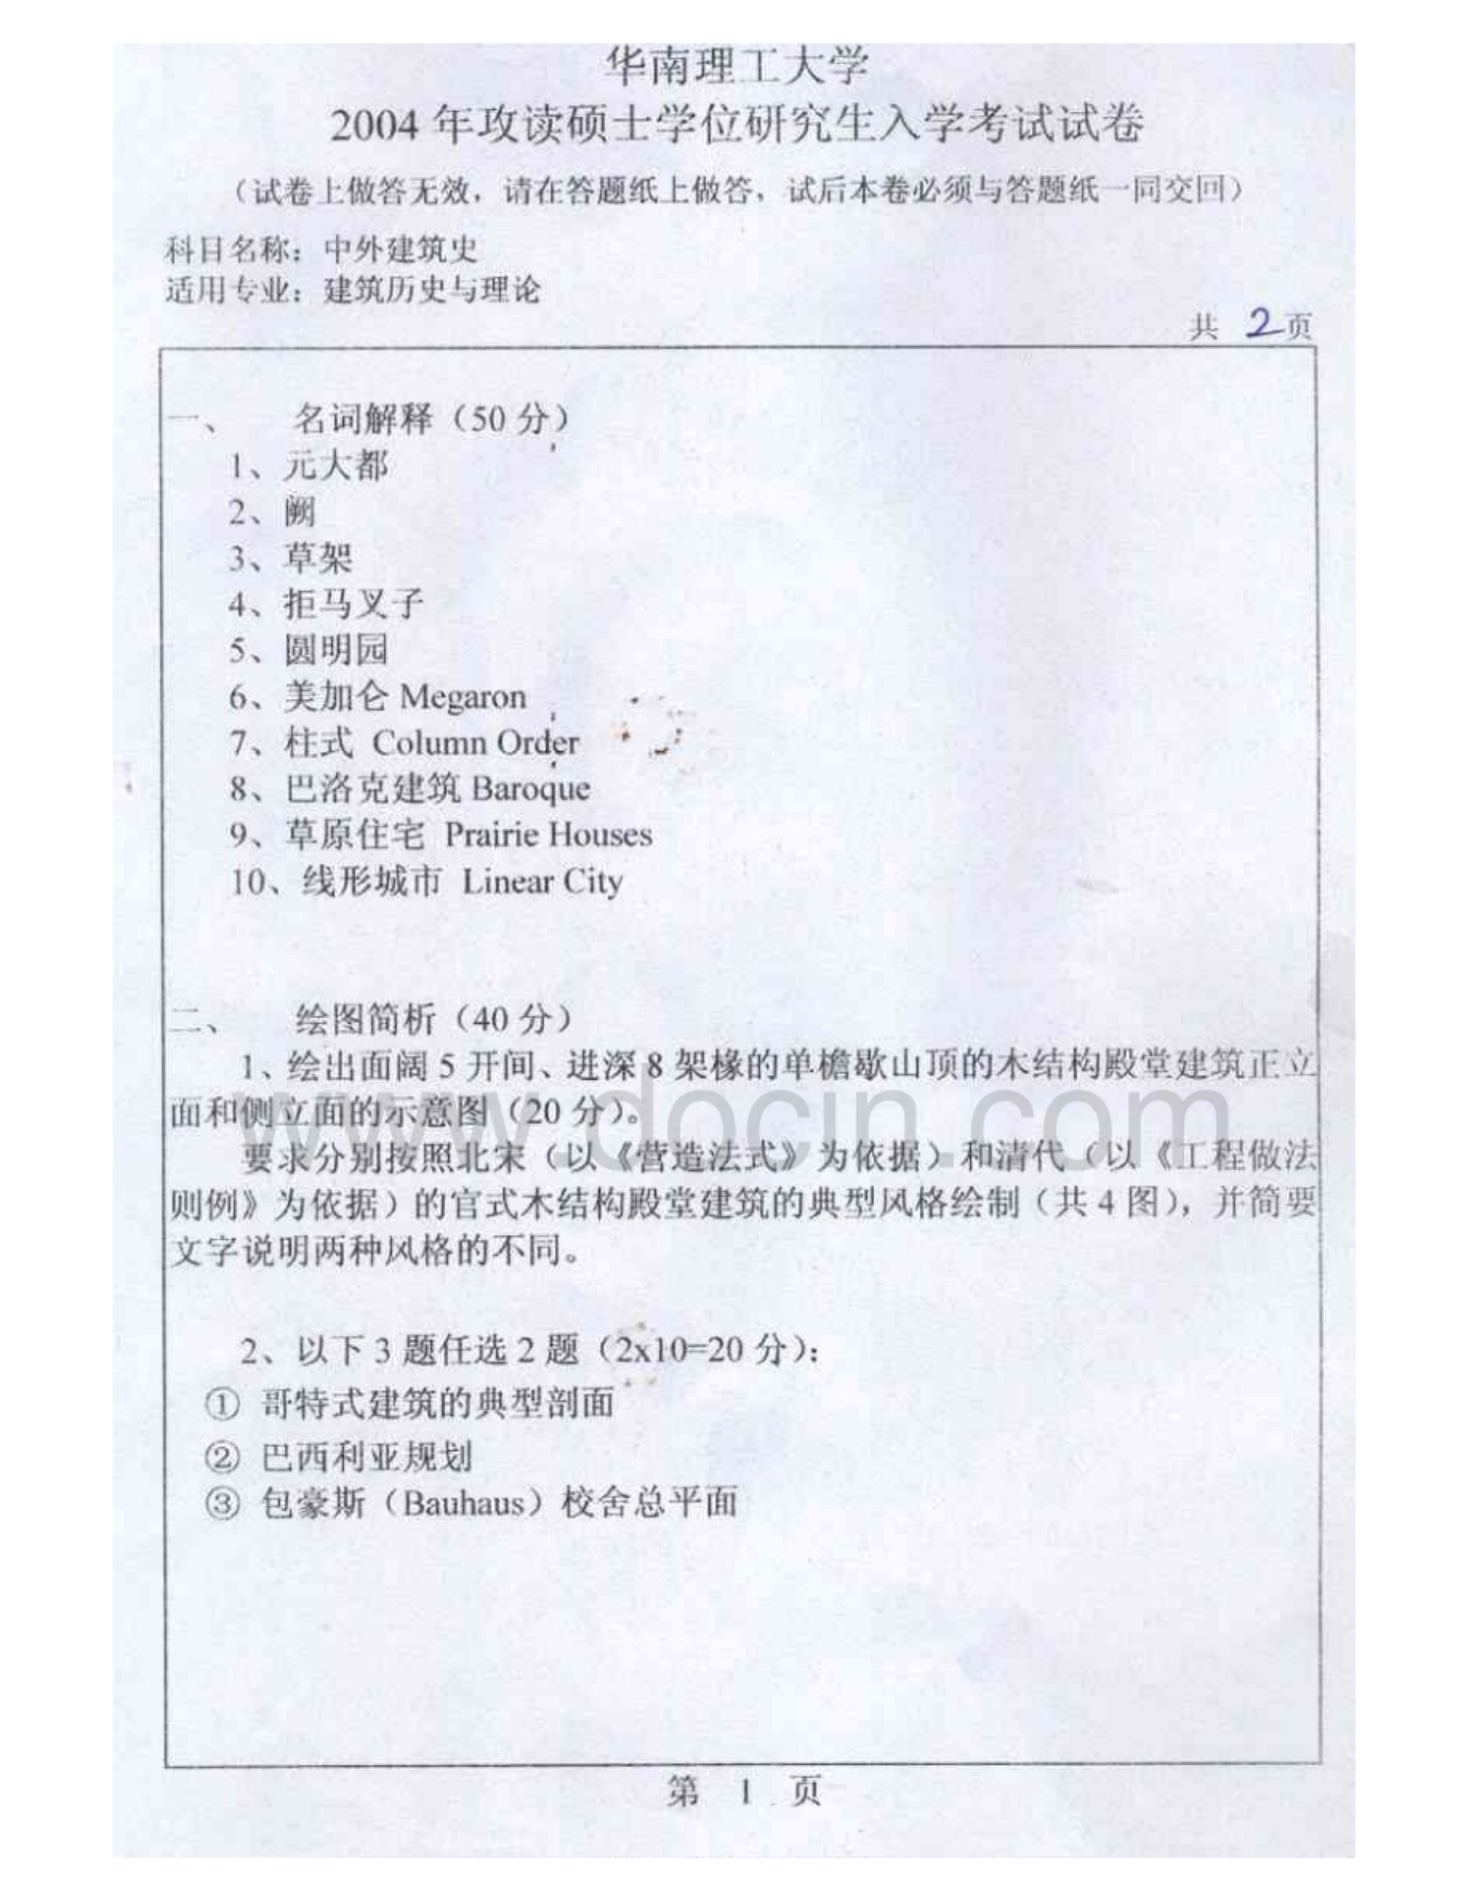 华南理工大学
2004 年攻读硕士学位研究生入学考试试卷
（试卷上做答无效，请在答题纸上做答，试后本卷必须与答题纸一同交回）
科目名称：中外建筑史
适用专业：建筑历史与理论
共 2 页
一、 名词解释（50 分）
1、元大都
2、阙
3、草架
4、拒马叉子
5、圆明园
6、美加仑 Megaron
7、柱式 Column Order
8、巴洛克建筑 Baroque
9、草原住宅 Prairie Houses
10、线形城市 Linear City
二、 绘图简析（40 分）
1、绘出面阔 5 开间、进深 8 架椽的单檐歇山顶的木结构殿堂建筑正立
面和侧立面的示意图（20 分）。
要求分别按照北宋（以《营造法式》为依据）和清代（以《工程做法
则例》为依据）的官式木结构殿堂建筑的典型风格绘制（共 4 图），并简要
文字说明两种风格的不同。
2、以下 3 题任选 2 题（2x10=20 分）：
① 哥特式建筑的典型剖面
② 巴西利亚规划
③ 包豪斯（Bauhaus）校舍总平面
第 1 页
www.docin.com